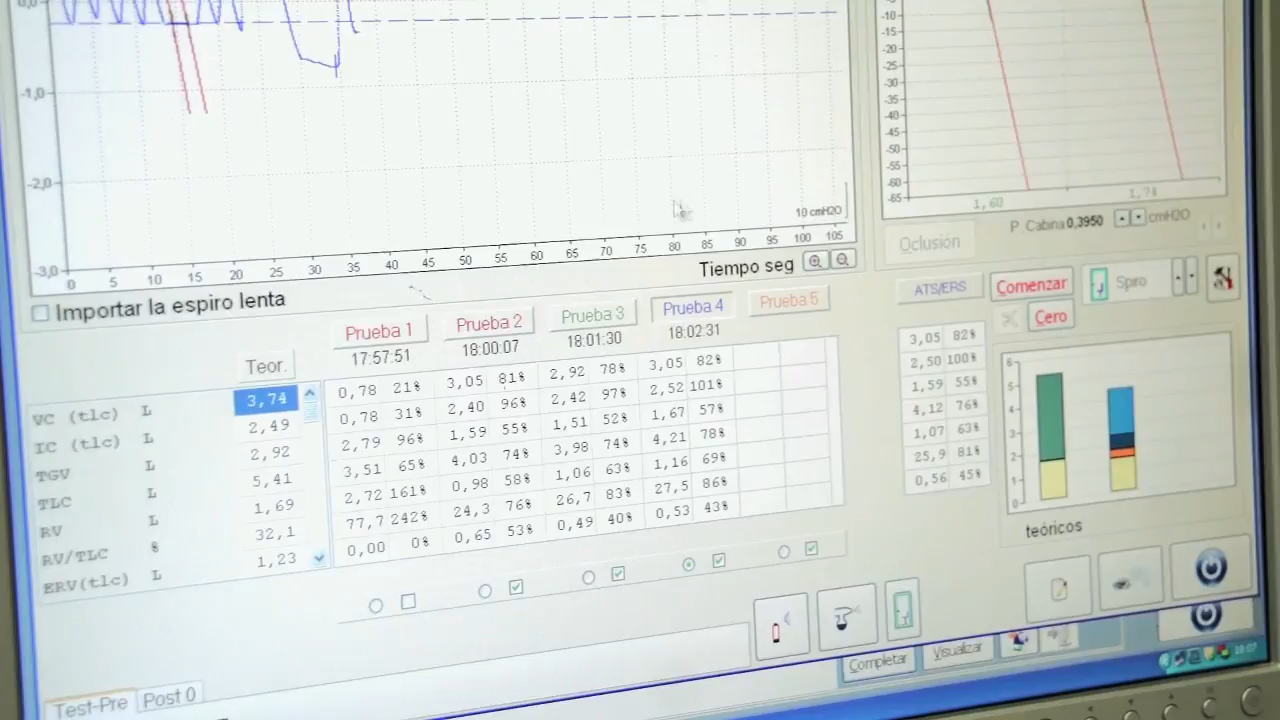 0,0
-1,0
-2,0
-3,0
10 cmH2O
0 5 10 15 20 25 30 35 40 45 50 55 60 65 70 75 80 85 90 95 100 105
Tiempo seg
-10
-15
-20
-25
-30
-35
-40
-45
-50
-55
-60
-65
1,60 1,74
P. Cabina 0,3950 cmH2O
Oclusión
Importar la espiro lenta
Prueba 1 Prueba 2 Prueba 3 Prueba 4 Prueba 5
17:57:51 18:00:07 18:01:30 18:02:31
ATS/ERS
Comenzar
Spiro
Cero
Teor.
VC (tlc) L 3,74 0,78 21% 3,05 81% 2,92 78% 3,05 82% 3,05 82%
IC (tlc) L 2,49 0,78 31% 2,40 96% 2,42 97% 2,52 101% 2,50 100%
TGV L 2,92 2,79 96% 1,59 55% 1,51 52% 1,67 57% 1,59 55%
TLC L 5,41 3,51 65% 4,03 74% 3,98 74% 4,21 78% 4,12 76%
RV L 1,69 2,72 161% 0,98 58% 1,06 63% 1,16 69% 1,07 63%
RV/TLC % 32,1 77,7 242% 24,3 76% 26,7 83% 27,5 86% 25,9 81%
ERV(tlc) L 1,23 0,00 0% 0,65 53% 0,49 40% 0,53 43% 0,56 45%
6
5
4
3
2
1
0
teóricos
Completar
Visualizar
Test-Pre
Post 0
18:07